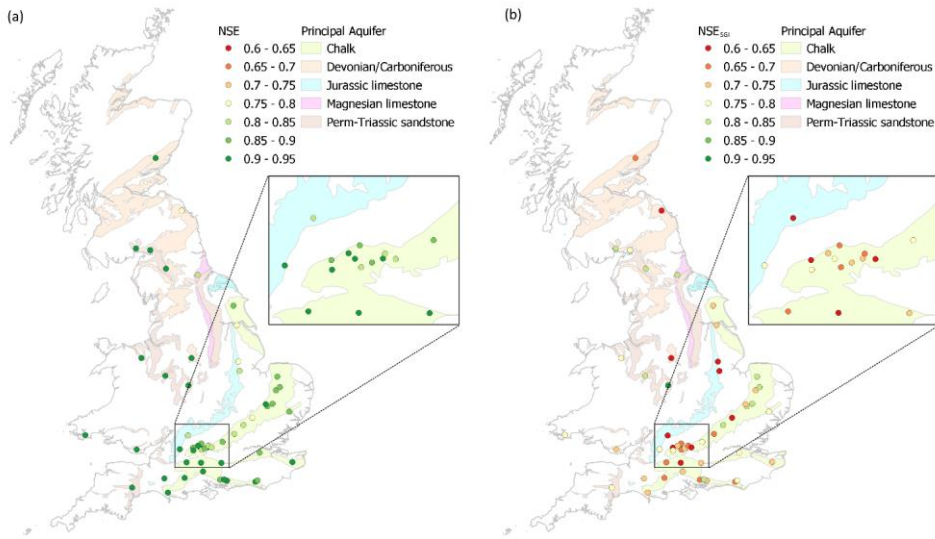 (a)
NSE Principal Aquifer
0.6 - 0.65 Chalk
0.65 - 0.7 Devonian/Carboniferous
0.7 - 0.75 Jurassic limestone
0.75 - 0.8 Magnesian limestone
0.8 - 0.85 Perm-Triassic sandstone
0.85 - 0.9
0.9 - 0.95
(b)
NSE SGI Principal Aquifer
0.6 - 0.65 Chalk
0.65 - 0.7 Devonian/Carboniferous
0.7 - 0.75 Jurassic limestone
0.75 - 0.8 Magnesian limestone
0.8 - 0.85 Perm-Triassic sandstone
0.85 - 0.9
0.9 - 0.95